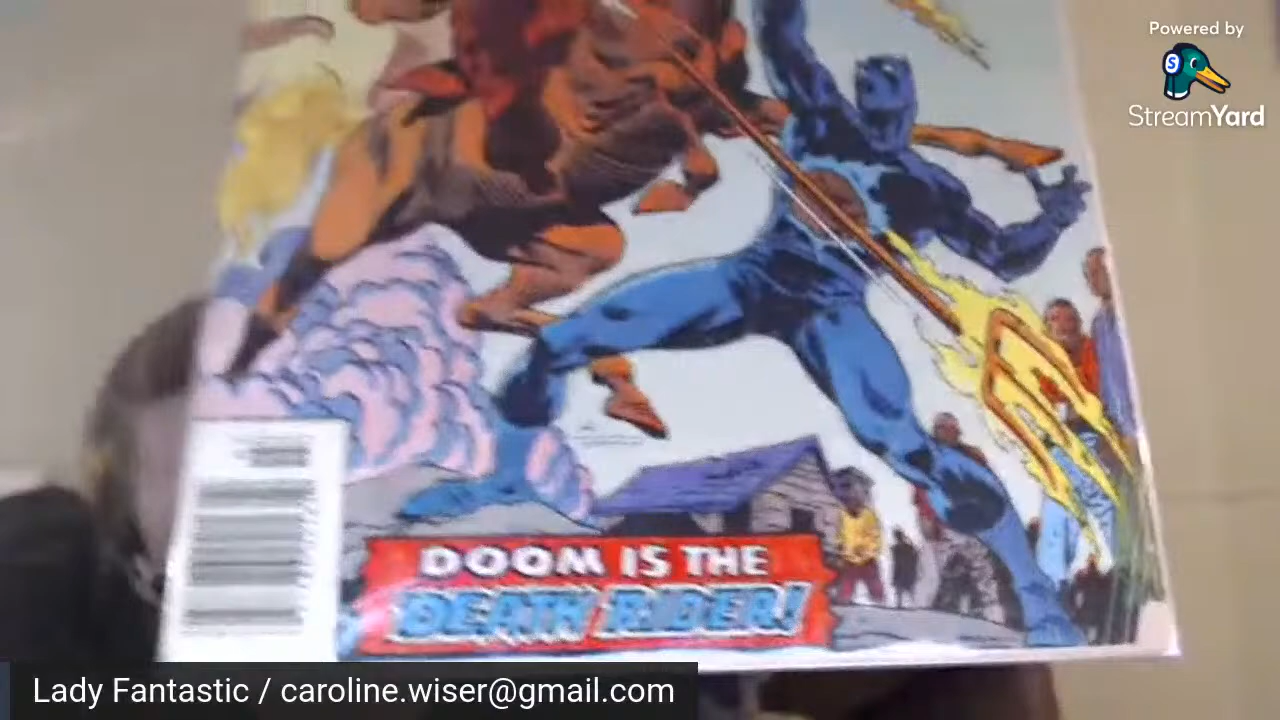 Powered by
S
StreamYard
DOOM IS THE
DEATH RIDER!
Lady Fantastic / caroline.wiser@gmail.com